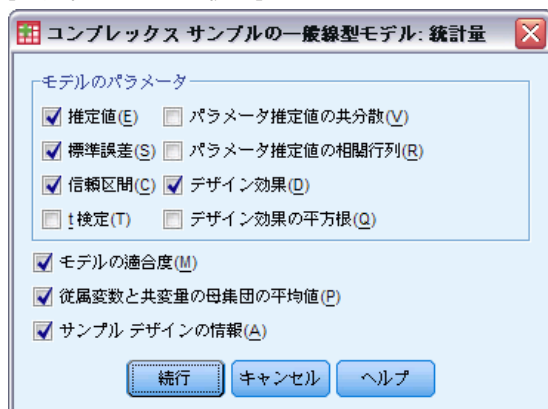 コンプレックス サンプルの一般線型モデル: 統計量
モデルのパラメータ
推定値(E) パラメータ推定値の共分散(V)
標準誤差(S) パラメータ推定値の相関行列(R)
信頼区間(C) デザイン効果(D)
t検定(T) デザイン効果の平方根(Q)
モデルの適合度(M)
従属変数と共変量の母集団の平均値(P)
サンプル デザインの情報(A)
続行 キャンセル ヘルプ